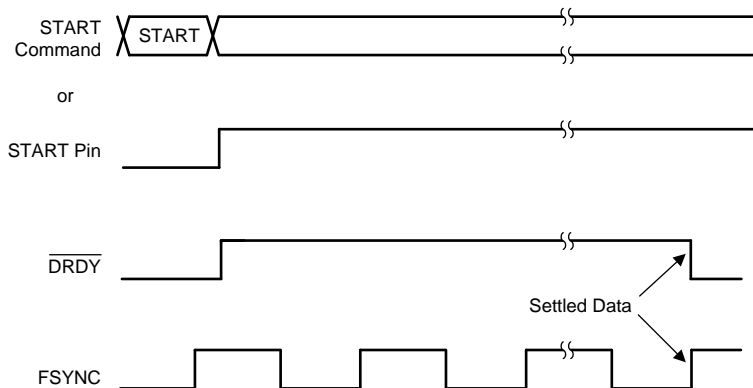 START
Command
START
or
START Pin
DRDY
Settled Data
FSYNC